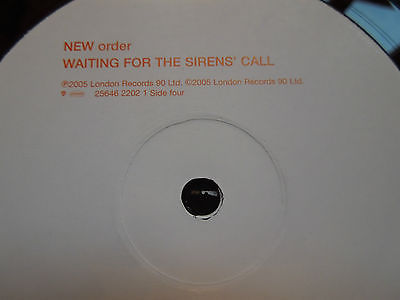 NEW order
WAITING FOR THE SIRENS' CALL
℗2005 London Records 90 Ltd. ©2005 London Records 90 Ltd.
25646 2202 1 Side four